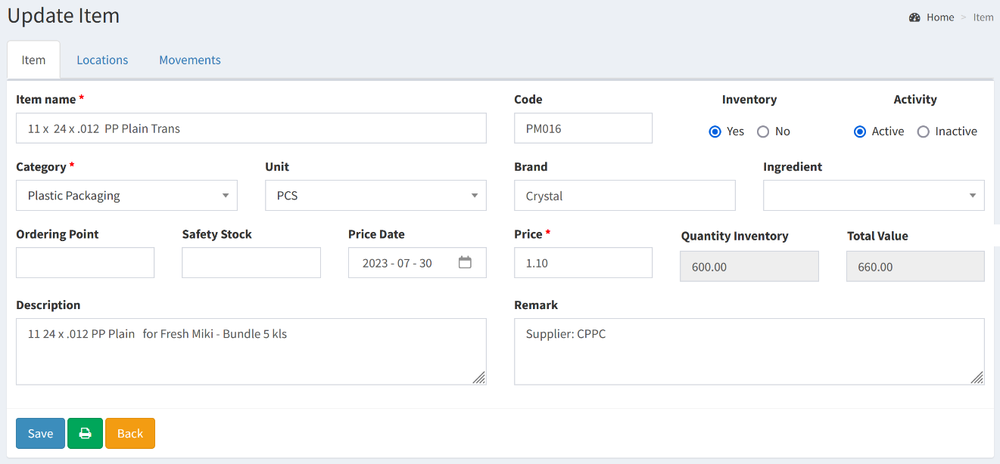 Update Item
Home > Item
Item Locations Movements
Item name * Code Inventory Activity
11 x  24 x .012  PP Plain Trans PM016 Yes No Active Inactive
Category * Unit Brand Ingredient
Plastic Packaging PCS Crystal
Ordering Point Safety Stock Price Date Price * Quantity Inventory Total Value
2023 - 07 - 30 1.10 600.00 660.00
Description Remark
11 24 x .012 PP Plain   for Fresh Miki - Bundle 5 kls Supplier: CPPC
Save Back